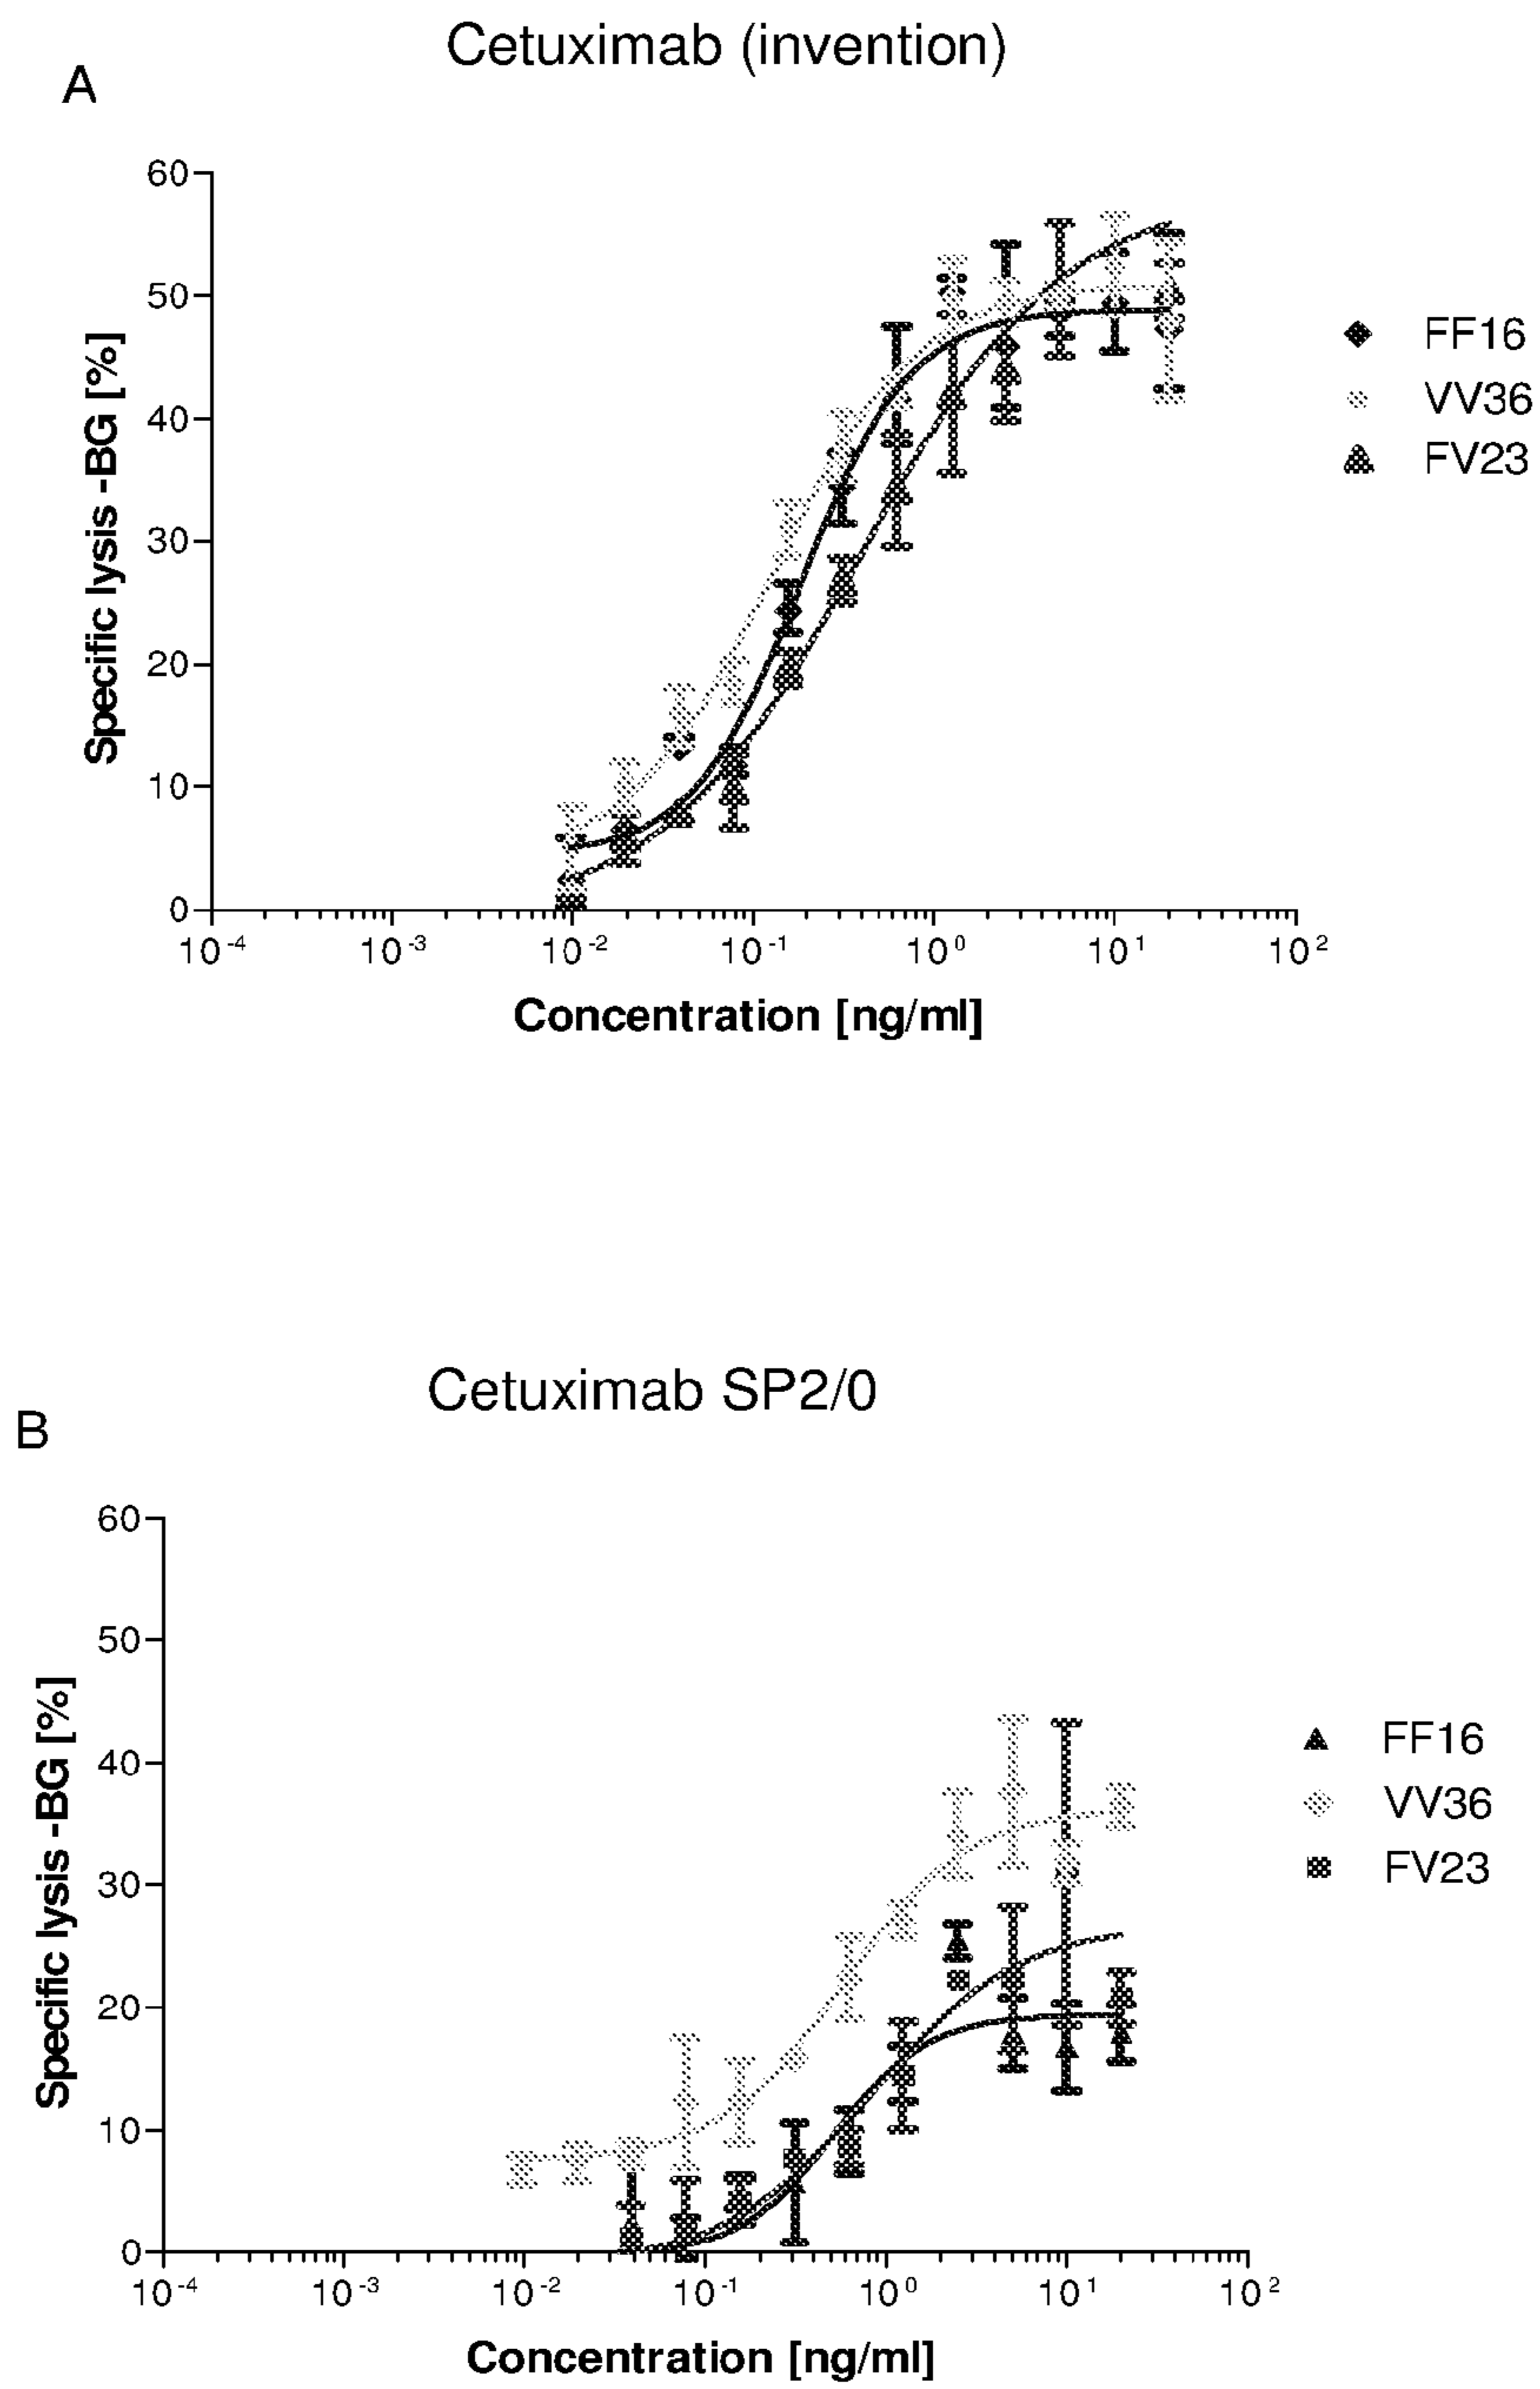 Cetuximab (invention)
A
60
50
40
30
20
10
0
Specific lysis -BG [%]
10-4 10-3 10-2 10-1 100 101 102
Concentration [ng/ml]
FF16
VV36
FV23
Cetuximab SP2/0
B
60
50
40
30
20
10
0
Specific lysis -BG [%]
10-4 10-3 10-2 10-1 100 101 102
Concentration [ng/ml]
FF16
VV36
FV23